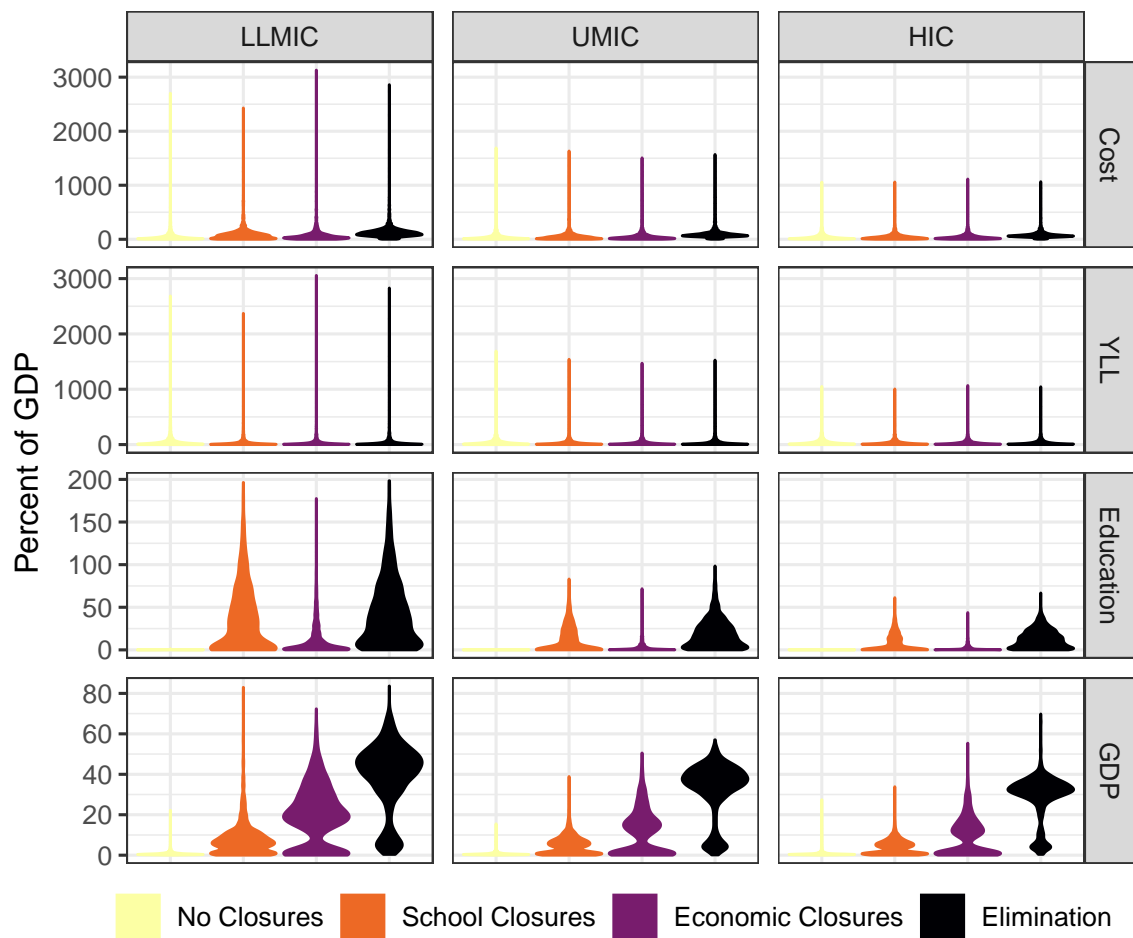 LLMIC UMIC HIC
3000
2000
1000
0
Cost
3000
2000
1000
0
YLL
Percent of GDP
200
150
100
50
0
Education
80
60
40
20
0
GDP
No Closures School Closures Economic Closures Elimination